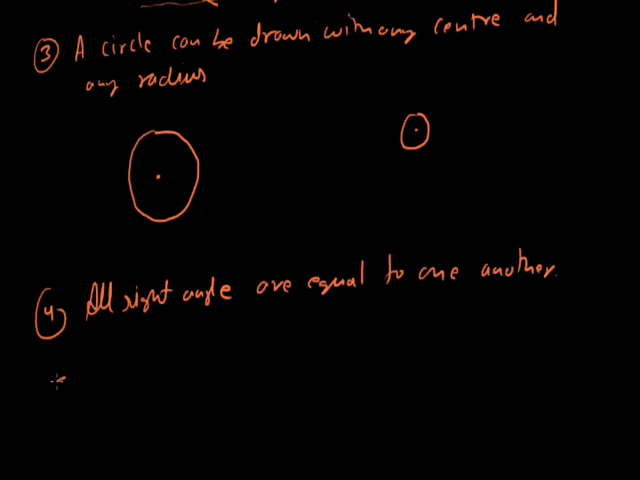 ③ A circle can be drawn with any centre and
any radius
④ All right angle are equal to one another.